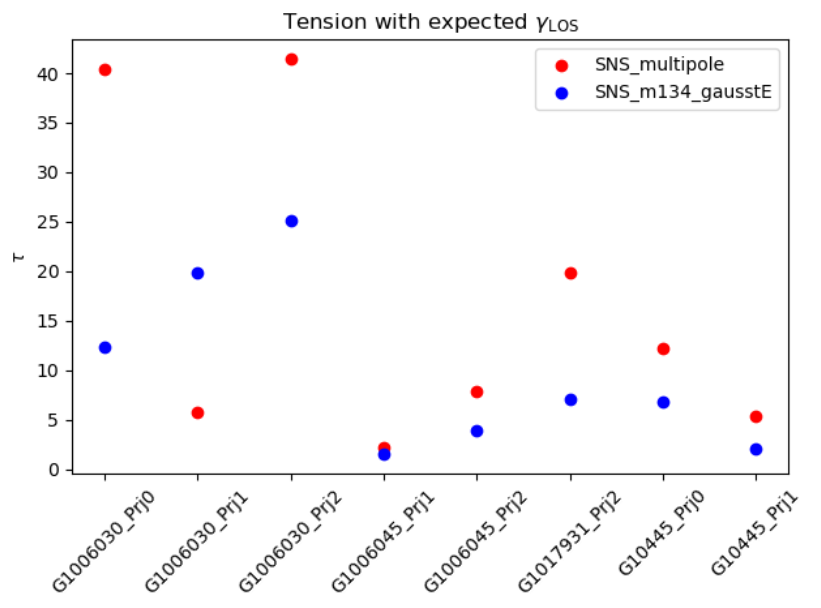 Tension with expected γLOS
SNS_multipole
SNS_m134_gausstE
τ
40
35
30
25
20
15
10
5
0
G1006030_Prj0
G1006030_Prj1
G1006030_Prj2
G1006045_Prj1
G1006045_Prj2
G1017931_Prj2
G10445_Prj0
G10445_Prj1